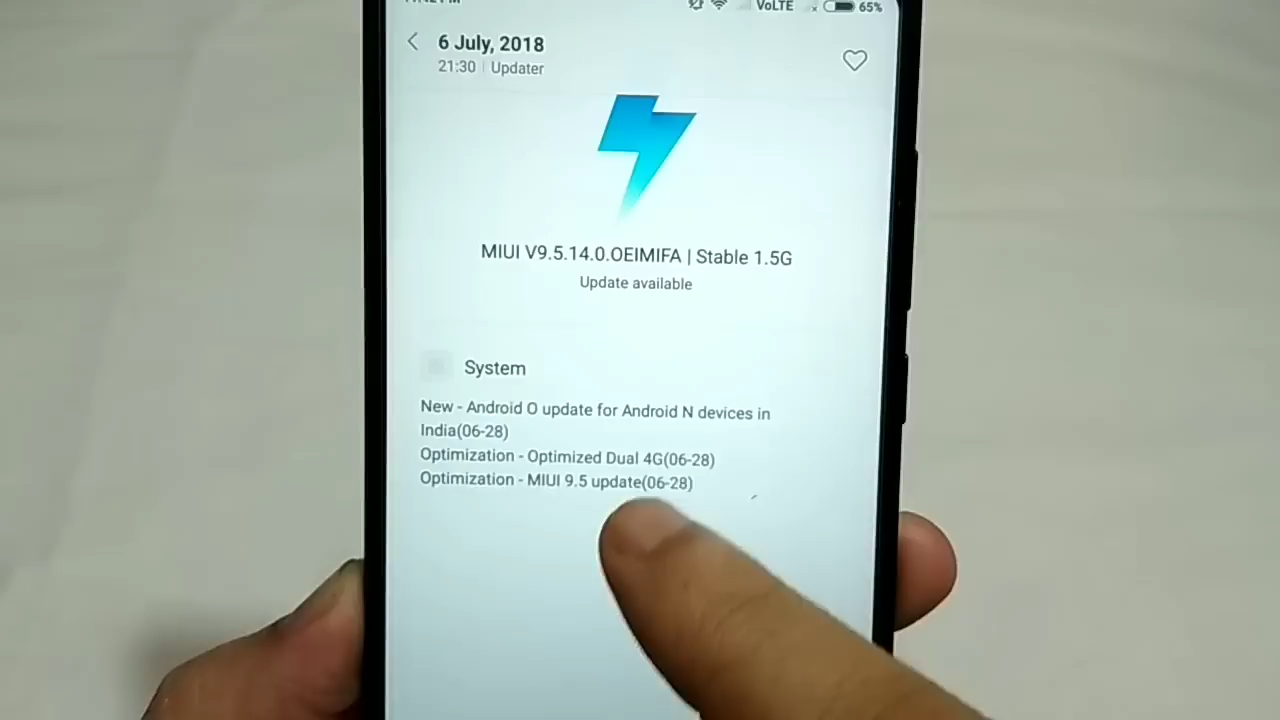 VoLTE 65%
6 July, 2018
21:30 | Updater
MIUI V9.5.14.0.OEIMIFA | Stable 1.5G
Update available
System
New - Android O update for Android N devices in
India(06-28)
Optimization - Optimized Dual 4G(06-28)
Optimization - MIUI 9.5 update(06-28)